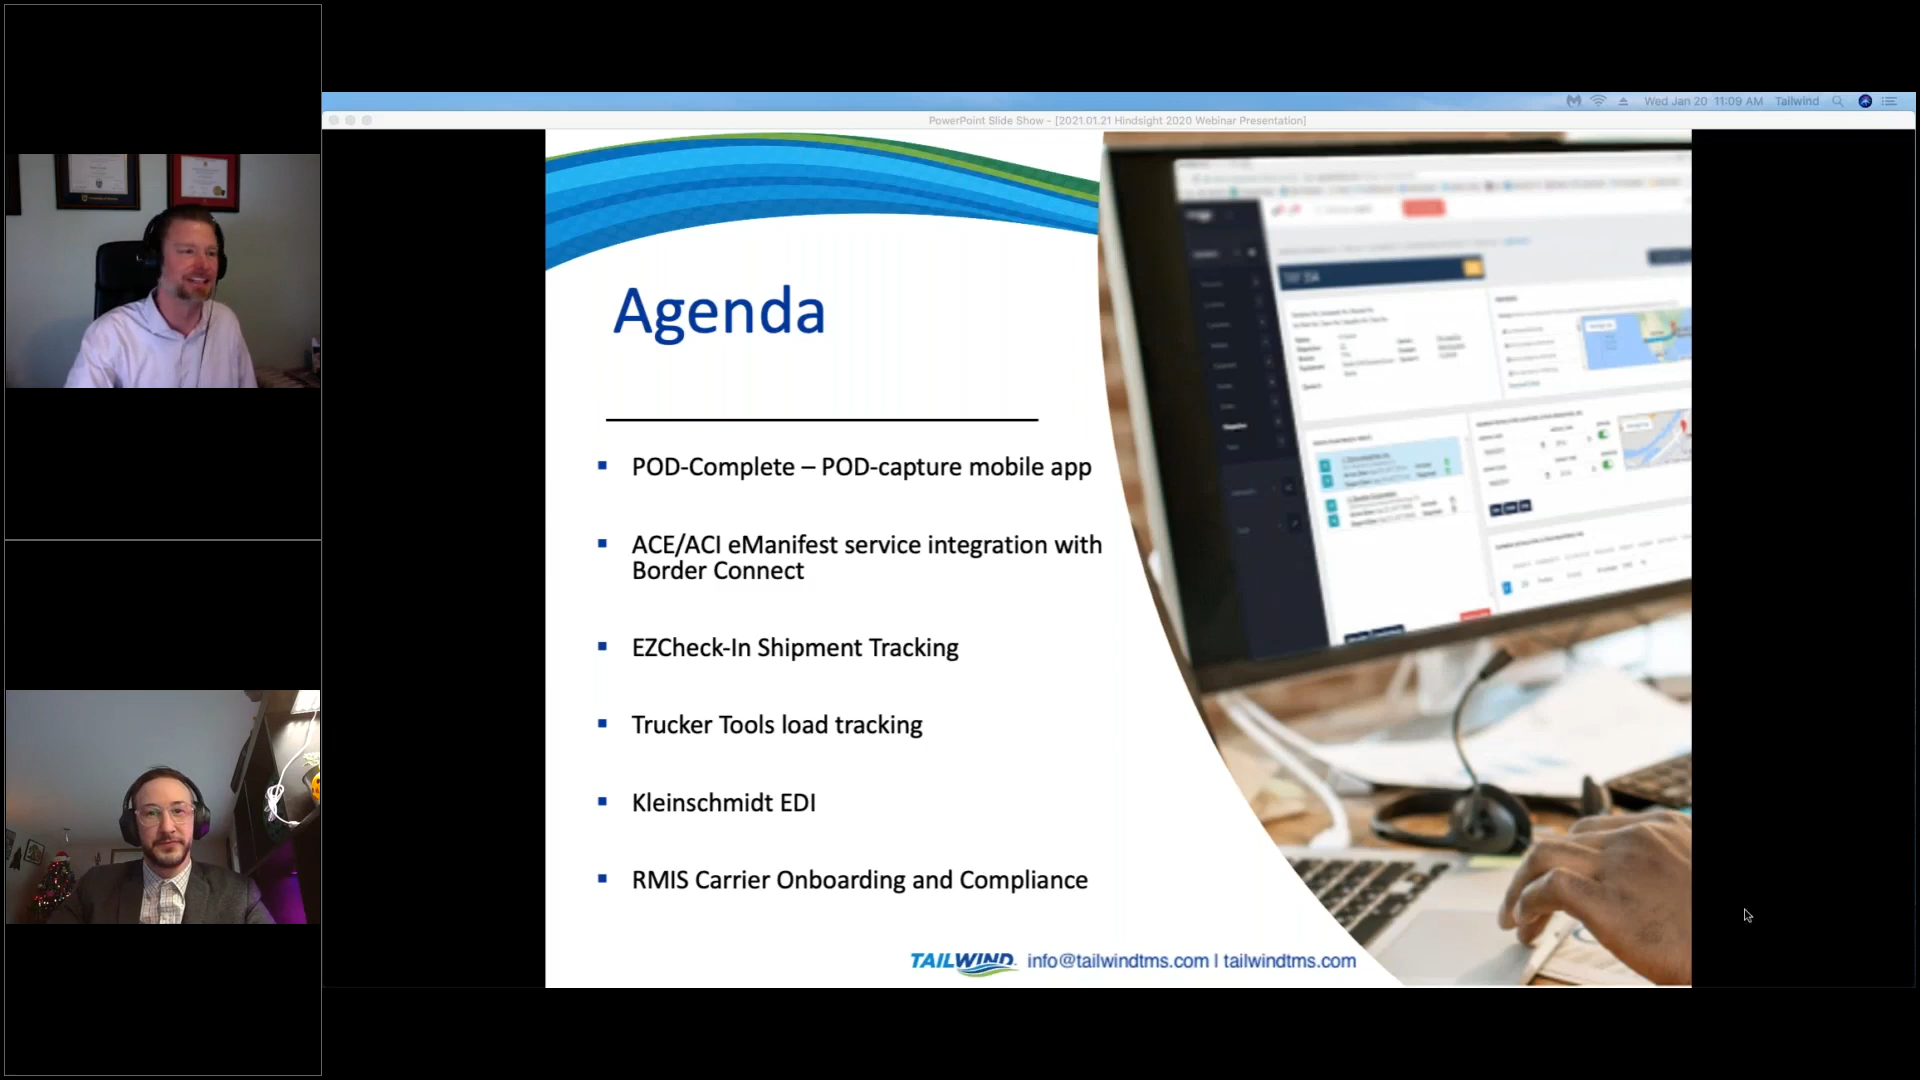 Wed Jan 20 11:09 AM Tailwind
PowerPoint Slide Show - [2021.01.21 Hindsight 2020 Webinar Presentation]
Agenda
POD-Complete – POD-capture mobile app
ACE/ACI eManifest service integration with
Border Connect
EZCheck-In Shipment Tracking
Trucker Tools load tracking
Kleinschmidt EDI
RMIS Carrier Onboarding and Compliance
TAILWIND info@tailwindtms.com | tailwindtms.com